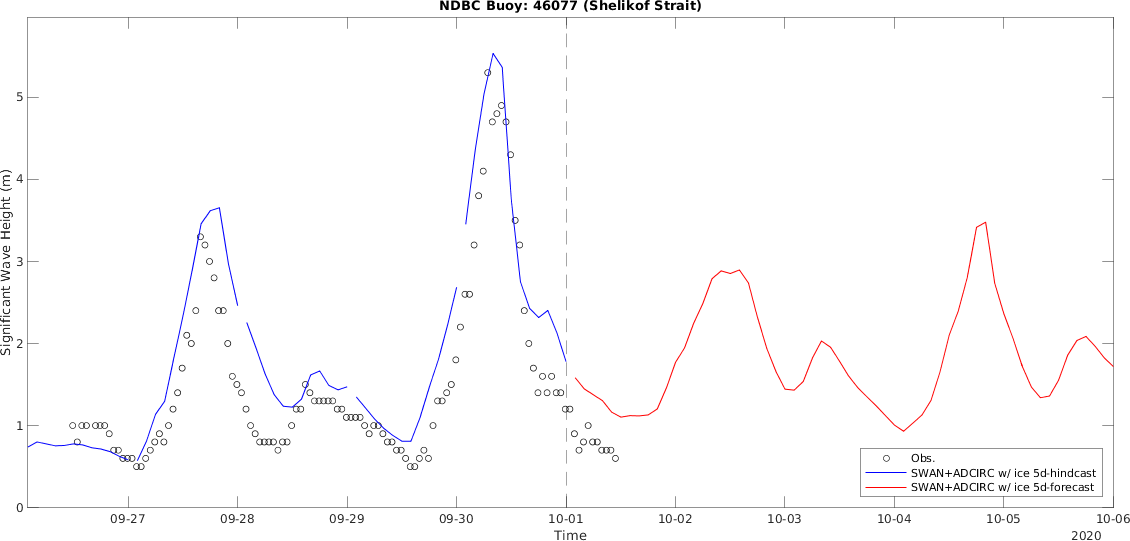 NDBC Buoy: 46077 (Shelikof Strait)
Significant Wave Height (m)
5
4
3
2
1
0
Obs.
SWAN+ADCIRC w/ ice 5d-hindcast
SWAN+ADCIRC w/ ice 5d-forecast
09-27 09-28 09-29 09-30 10-01 10-02 10-03 10-04 10-05 10-06
Time
2020